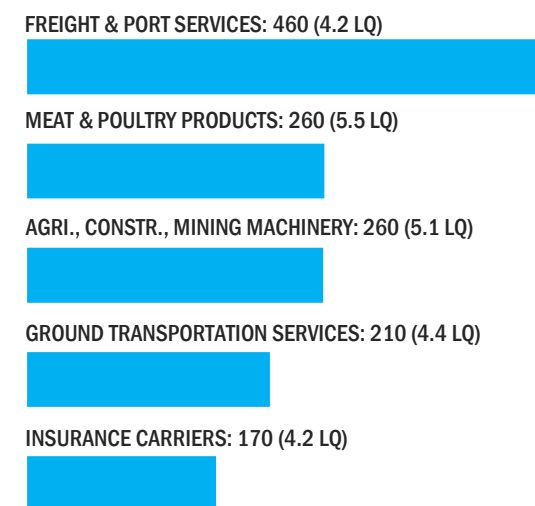 FREIGHT & PORT SERVICES: 460 (4.2 LQ)
MEAT & POULTRY PRODUCTS: 260 (5.5 LQ)
AGRI., CONSTR., MINING MACHINERY: 260 (5.1 LQ)
GROUND TRANSPORTATION SERVICES: 210 (4.4 LQ)
INSURANCE CARRIERS: 170 (4.2 LQ)